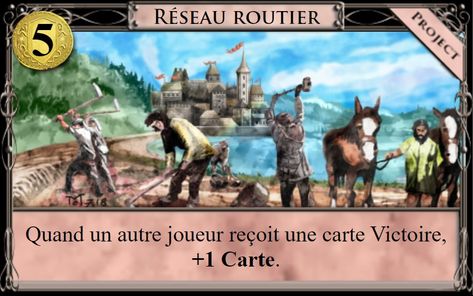 5
RÉSEAU ROUTIER
PROJECT
Quand un autre joueur reçoit une carte Victoire,
+1 Carte.